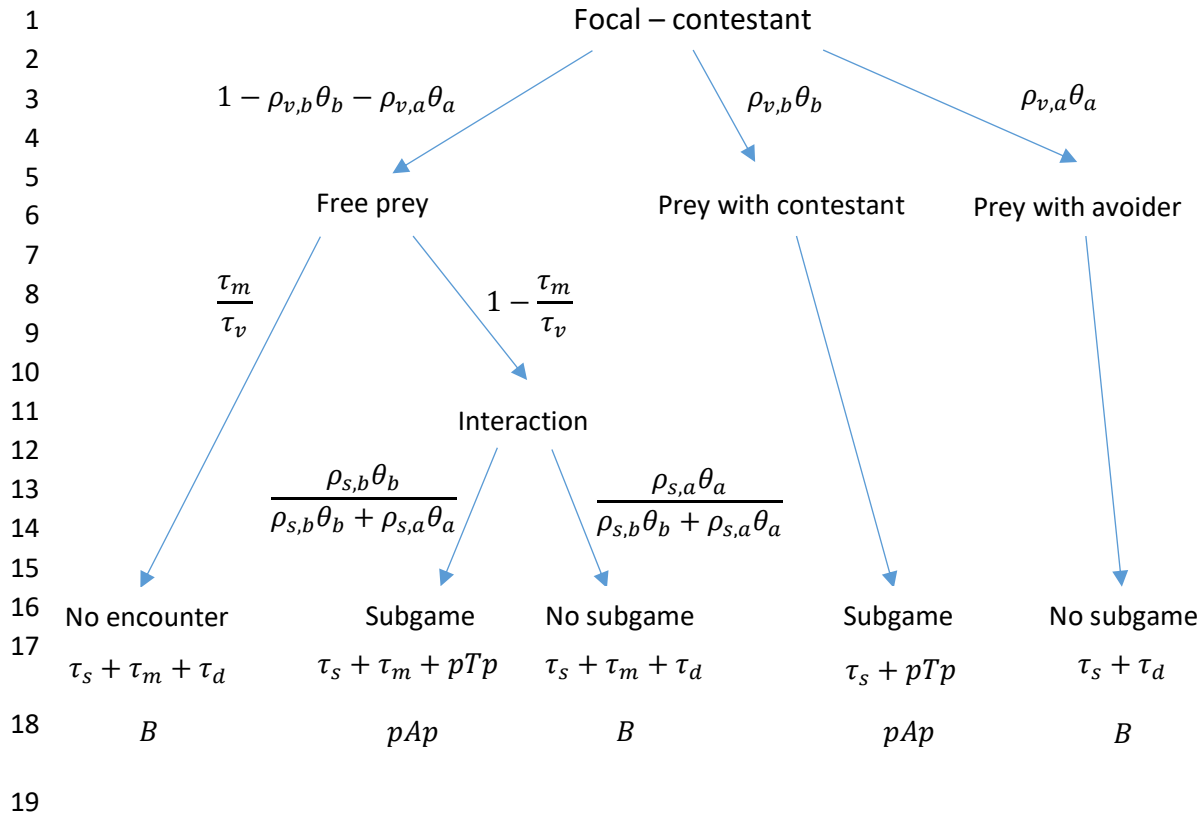 1 Focal – contestant
2
3 1 − ρ_{v,b}θ_b − ρ_{v,a}θ_a ρ_{v,b}θ_b ρ_{v,a}θ_a
4
5
6 Free prey Prey with contestant Prey with avoider
7
8 τ_m/τ_v 1 − τ_m/τ_v
9
10
11 Interaction
12
13 ρ_{s,b}θ_b/(ρ_{s,b}θ_b + ρ_{s,a}θ_a) ρ_{s,a}θ_a/(ρ_{s,b}θ_b + ρ_{s,a}θ_a)
14
15
16 No encounter Subgame No subgame Subgame No subgame
17 τ_s + τ_m + τ_d τ_s + τ_m + pTp τ_s + τ_m + τ_d τ_s + pTp τ_s + τ_d
18 B pAp B pAp B
19